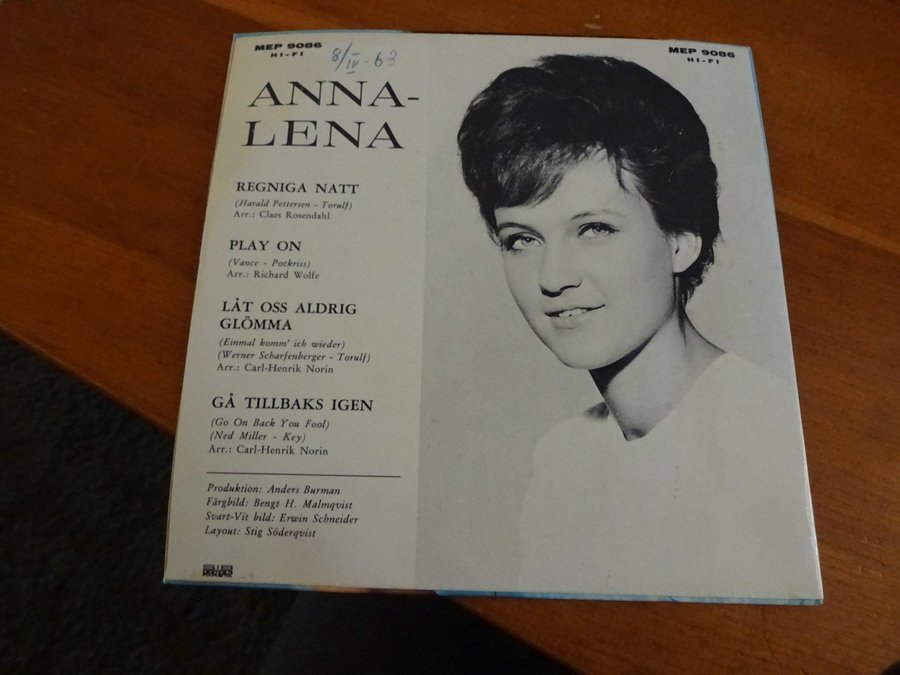 MEP 9086
HI-FI
8/IV-63
MEP 9086
HI-FI
ANNA-
LENA
REGNIGA NATT
(Harald Pettersen - Torulf)
Arr.: Claes Rosendahl
PLAY ON
(Vance - Pockriss)
Arr.: Richard Wolfe
LÅT OSS ALDRIG
GLÖMMA
(Einmal komm' ich wieder)
(Werner Scharfenberger - Torulf)
Arr.: Carl-Henrik Norin
GÅ TILLBAKS IGEN
(Go On Back You Fool)
(Ned Miller - Key)
Arr.: Carl-Henrik Norin
Produktion: Anders Burman
Färgbild: Bengt H. Malmqvist
Svart-Vit bild: Erwin Schneider
Layout: Stig Söderqvist